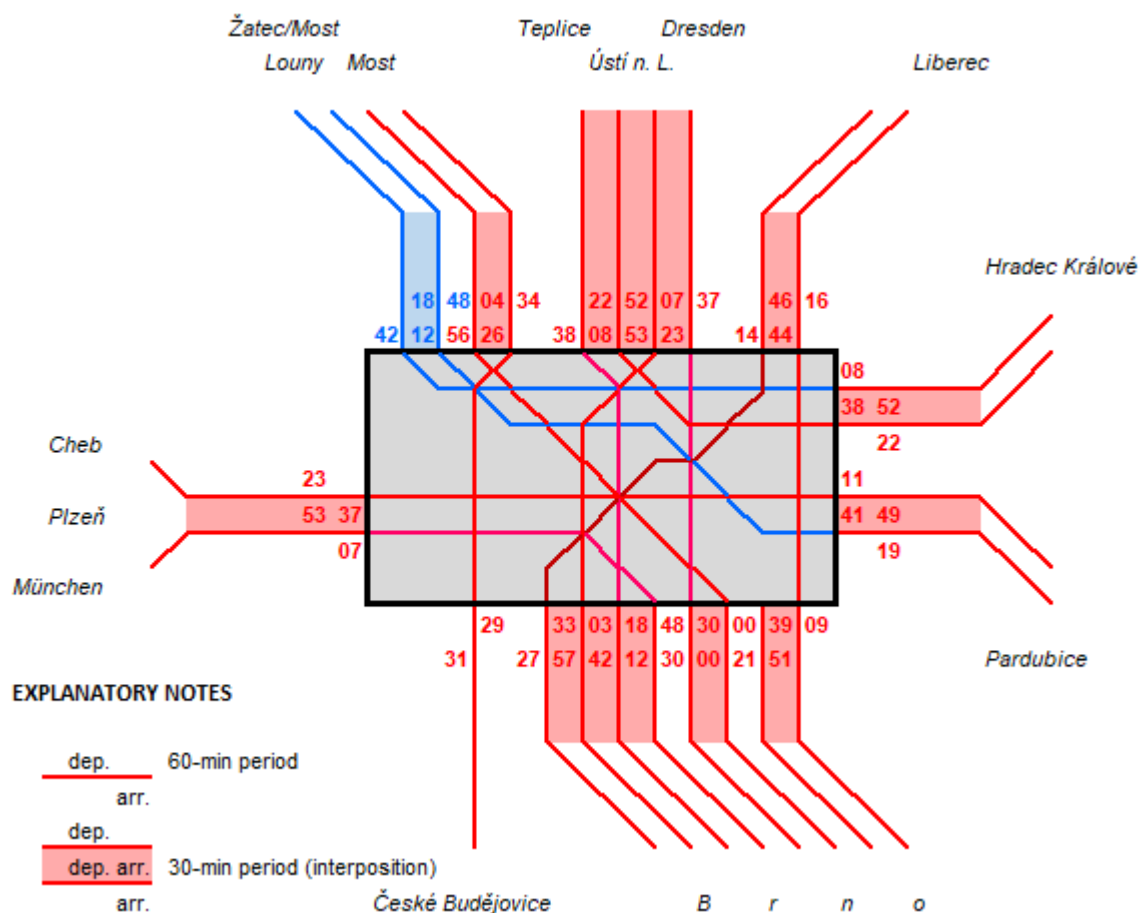 Žatec/Most Teplice Dresden
Louny Most Ústí n. L. Liberec
Hradec Králové
18 48 04 34 22 52 07 37 46 16
42 12 56 26 38 08 53 23 14 44
08
38 52
22
Cheb
23 11
Plzeň 53 37 41 49
07 19
München
29 33 03 18 48 30 00 39 09
31 27 57 42 12 30 00 21 51
Pardubice
EXPLANATORY NOTES
dep. 60-min period
arr.
dep.
dep. arr. 30-min period (interposition)
arr.
České Budějovice B r n o